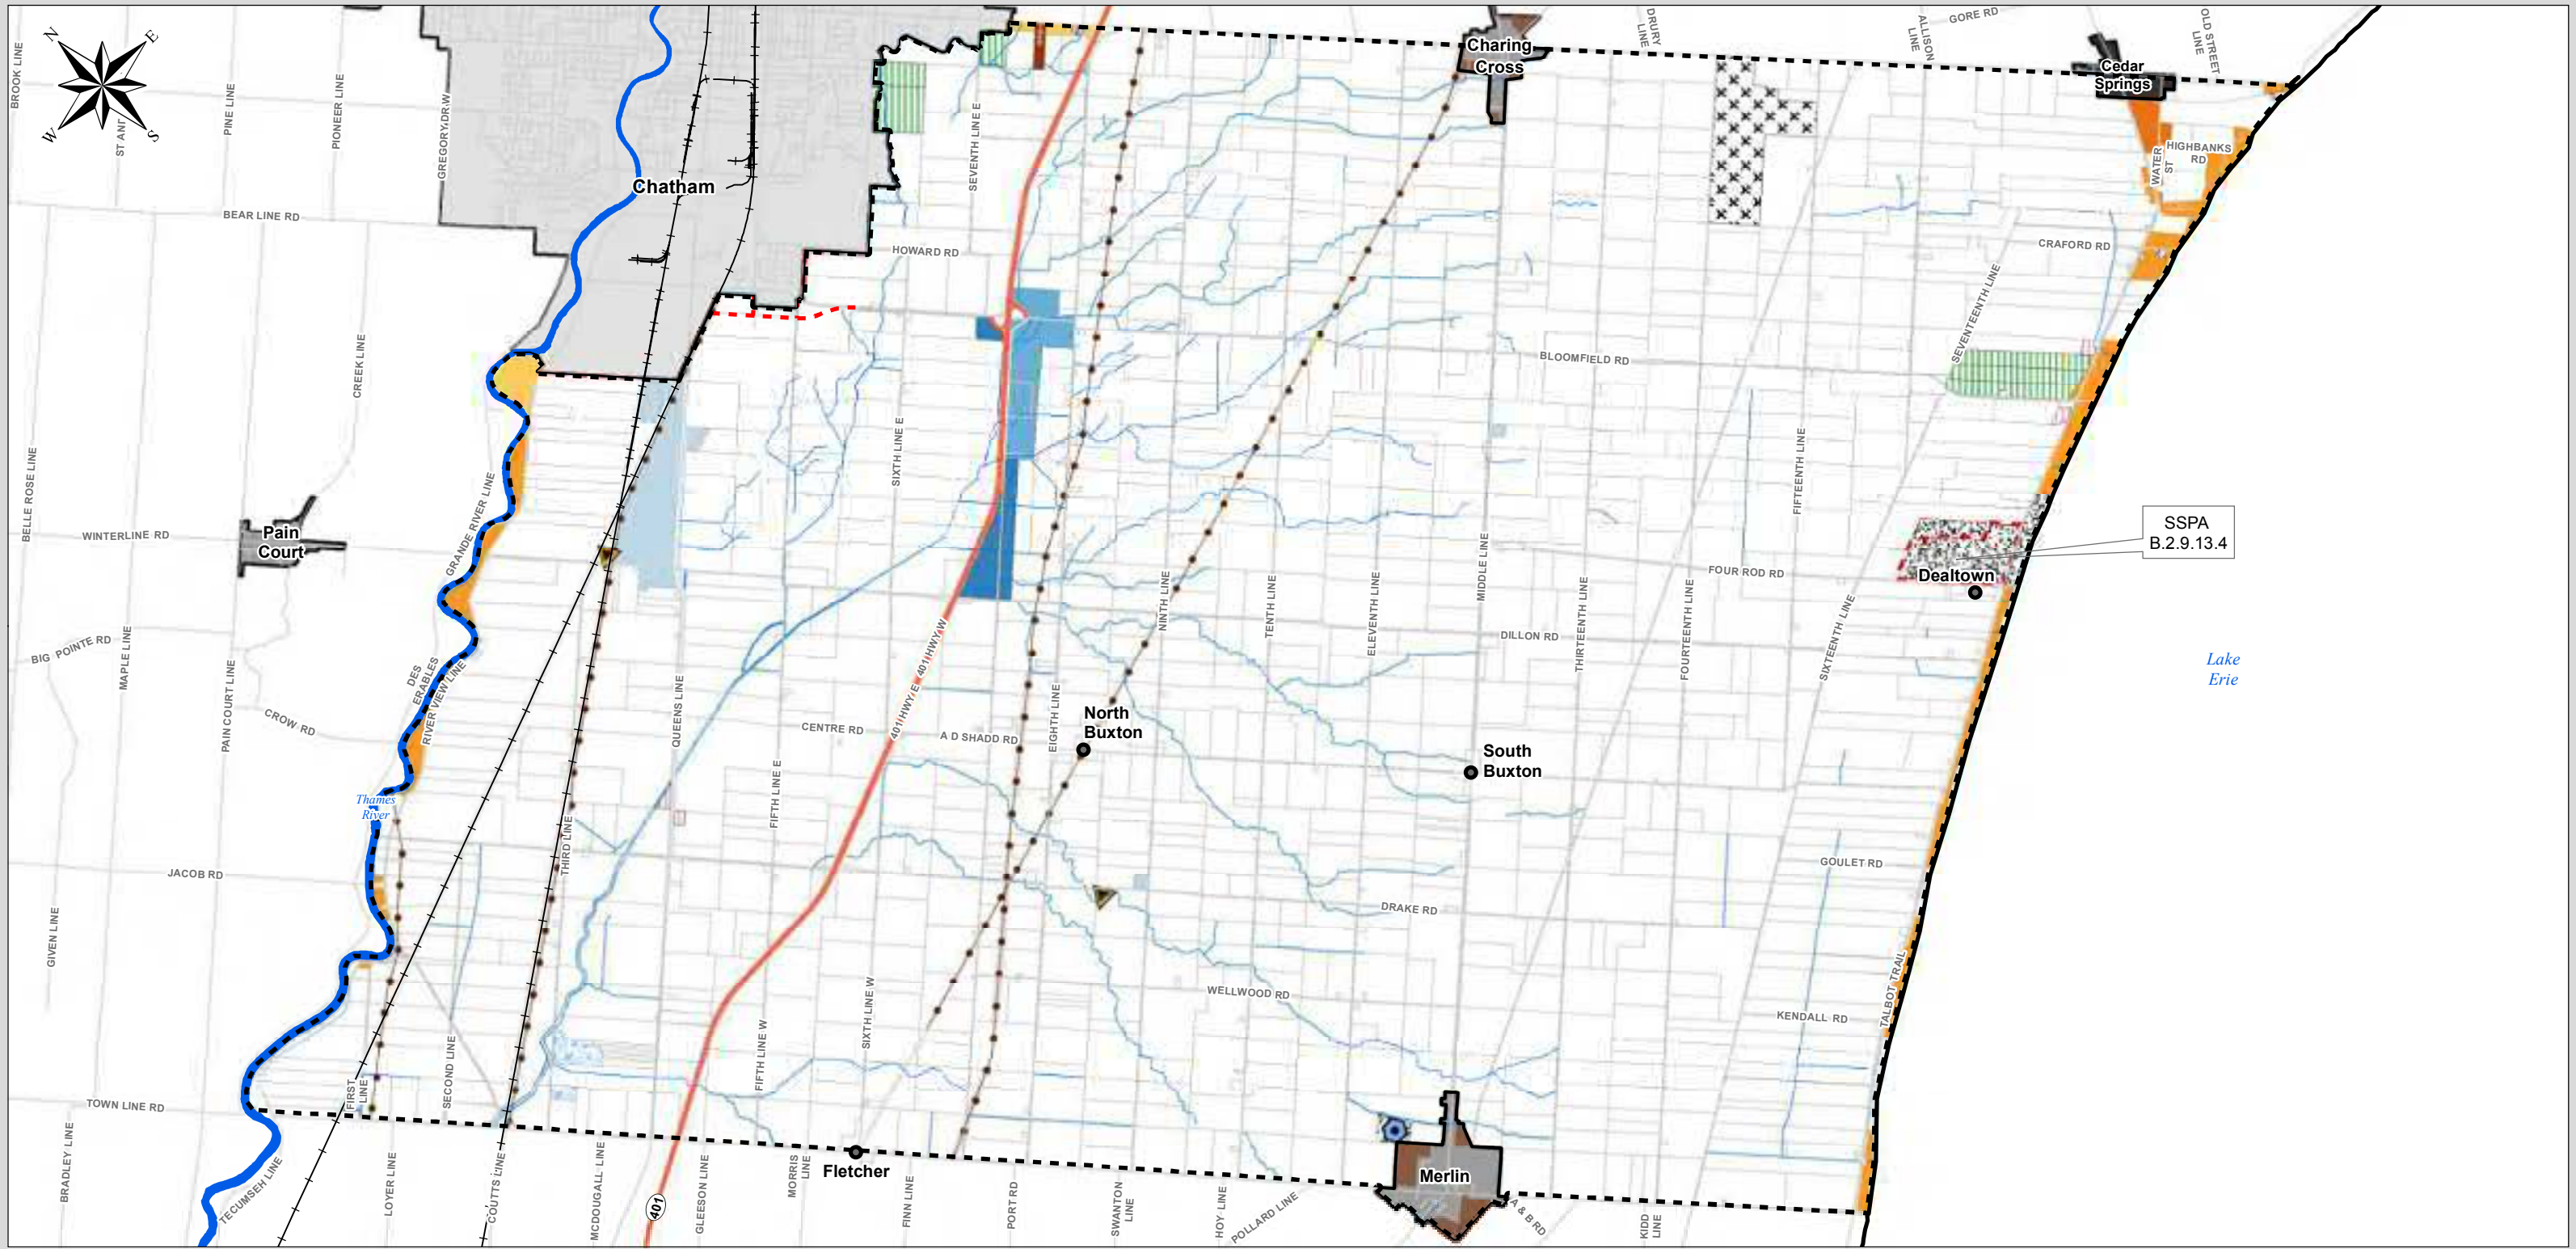 N
E
W
S
BROOK LINE
ST ANT
PINE LINE
PIONEER LINE
GREGORY DR W
BEAR LINE RD
Chatham
SEVENTH LINE E
HOWARD RD
Charing
Cross
DRURY
LINE
ALLISON
LINE
GORE RD
OLD STREET
LINE
Cedar
Springs
HIGHBANKS
RD
WATER
ST
CRAFORD RD
SEVENTEENTH LINE
BLOOMFIELD RD
CREEK LINE
BELLE ROSE LINE
WINTERLINE RD
Pain
Court
GRANDE RIVER LINE
SIXTH LINE E
FIFTEENTH LINE
SSPA
B.2.9.13.4
FOUR ROD RD
Dealtown
MIDDLE LINE
NINTH LINE
TENTH LINE
ELEVENTH LINE
THIRTEENTH LINE
FOURTEENTH LINE
SIXTEENTH LINE
DILLON RD
Lake
Erie
BIG POINTE RD
MAPLE LINE
PAIN COURT LINE
CROW RD
DES
ERABLES
RIVER VIEW LINE
QUEENS LINE
CENTRE RD
401 HWY E 401 HWY W
A D SHADD RD
EIGHTH LINE
North
Buxton
South
Buxton
Thames
River
THIRD LINE
FIFTH LINE E
JACOB RD
GOULET RD
DRAKE RD
GIVEN LINE
WELLWOOD RD
TALBOT TRAIL
KENDALL RD
SIXTH LINE W
FIFTH LINE W
SECOND LINE
FIRST
LINE
TOWN LINE RD
BRADLEY LINE
TECUMSEH LINE
LOYER LINE
COUTTS LINE
MCDOUGALL LINE
401
GLEESON LINE
MORRIS
LINE
Fletcher
FINN LINE
PORT RD
SWANTON
LINE
HOY LINE
POLLARD LINE
Merlin
A & B RD
KIDD
LINE